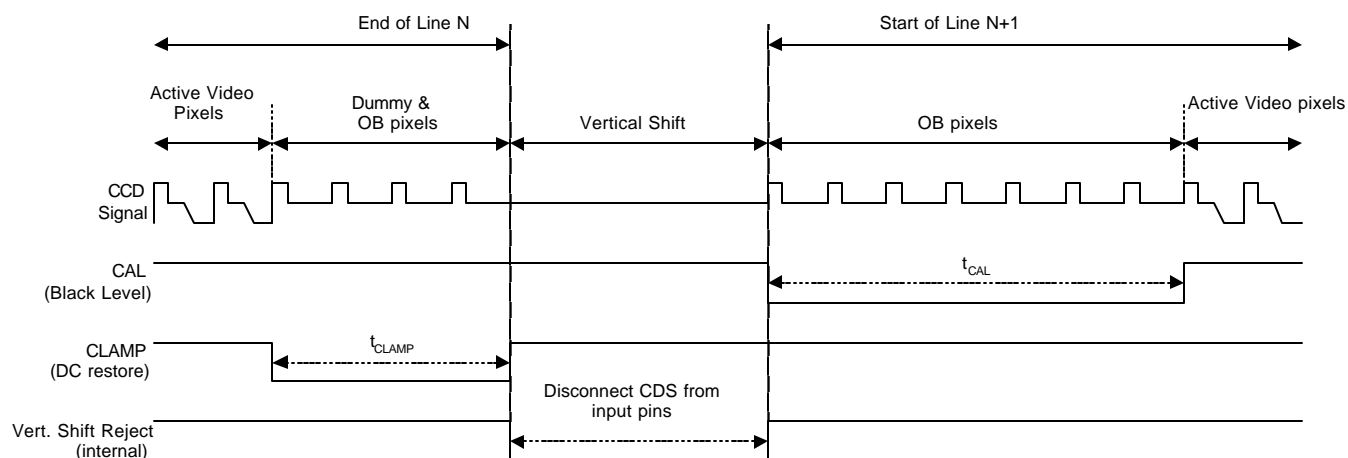 End of Line N
Start of Line N+1
Active Video
Pixels
Dummy &
OB pixels
Vertical Shift
OB pixels
Active Video pixels
CCD
Signal
CAL
(Black Level)
tCAL
CLAMP
(DC restore)
tCLAMP
Disconnect CDS from
input pins
Vert. Shift Reject
(internal)